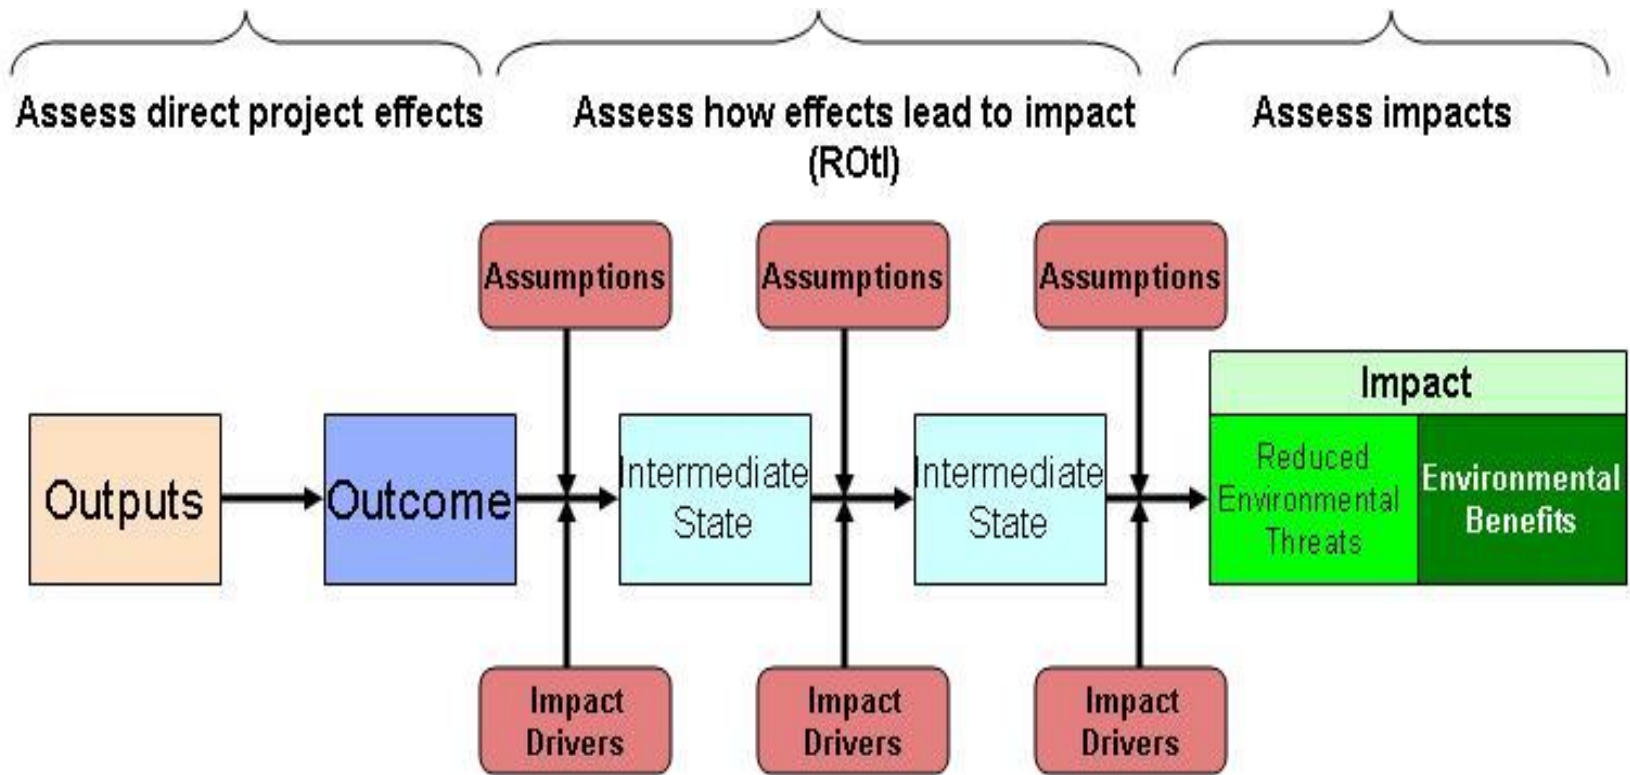 Assess direct project effects
Assess how effects lead to impact
(ROtI)
Assess impacts
Assumptions
Assumptions
Assumptions
Outputs
Outcome
Intermediate
State
Intermediate
State
Impact
Reduced
Environmental
Threats
Environmental
Benefits
Impact
Drivers
Impact
Drivers
Impact
Drivers